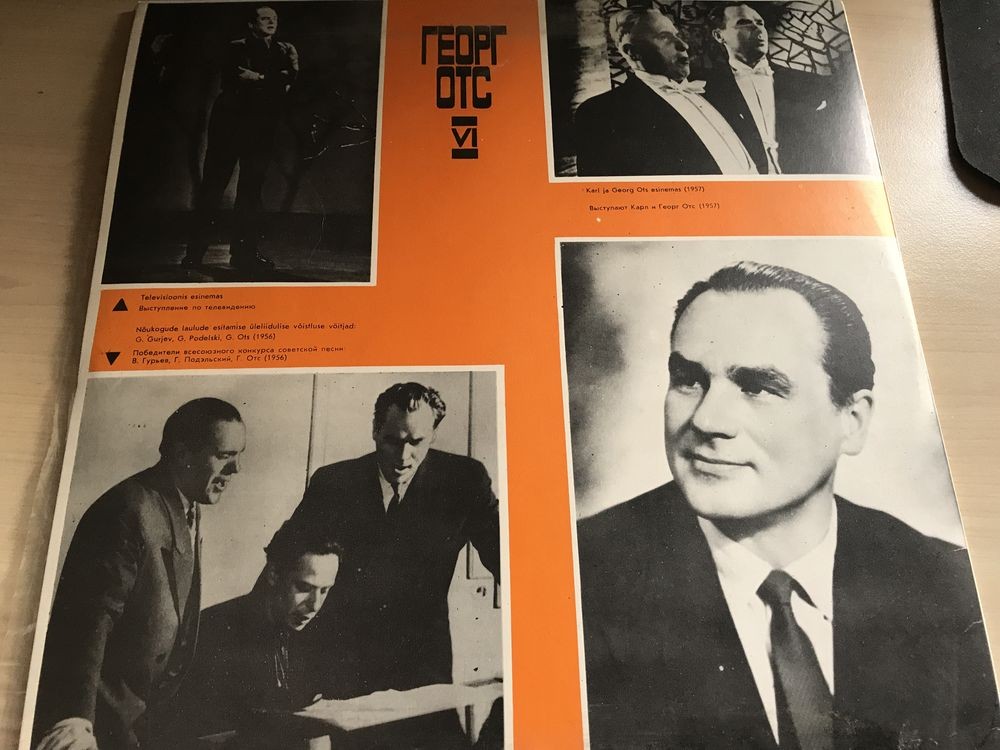 ГЕОРГ
ОТС
VI
Karl ja Georg Ots esinemas (1957)
Выступают Карл и Георг Отс (1957)
Televisioonis esinemas
Выступление по телевидению
Nõukogude laulude esitamise üleliidulise võistluse võitjad:
G. Gurjev, G. Podelski, G. Ots (1956)
Победители всесоюзного конкурса советской песни:
В. Гурьев, Г. Подэльский, Г. Отс (1956)